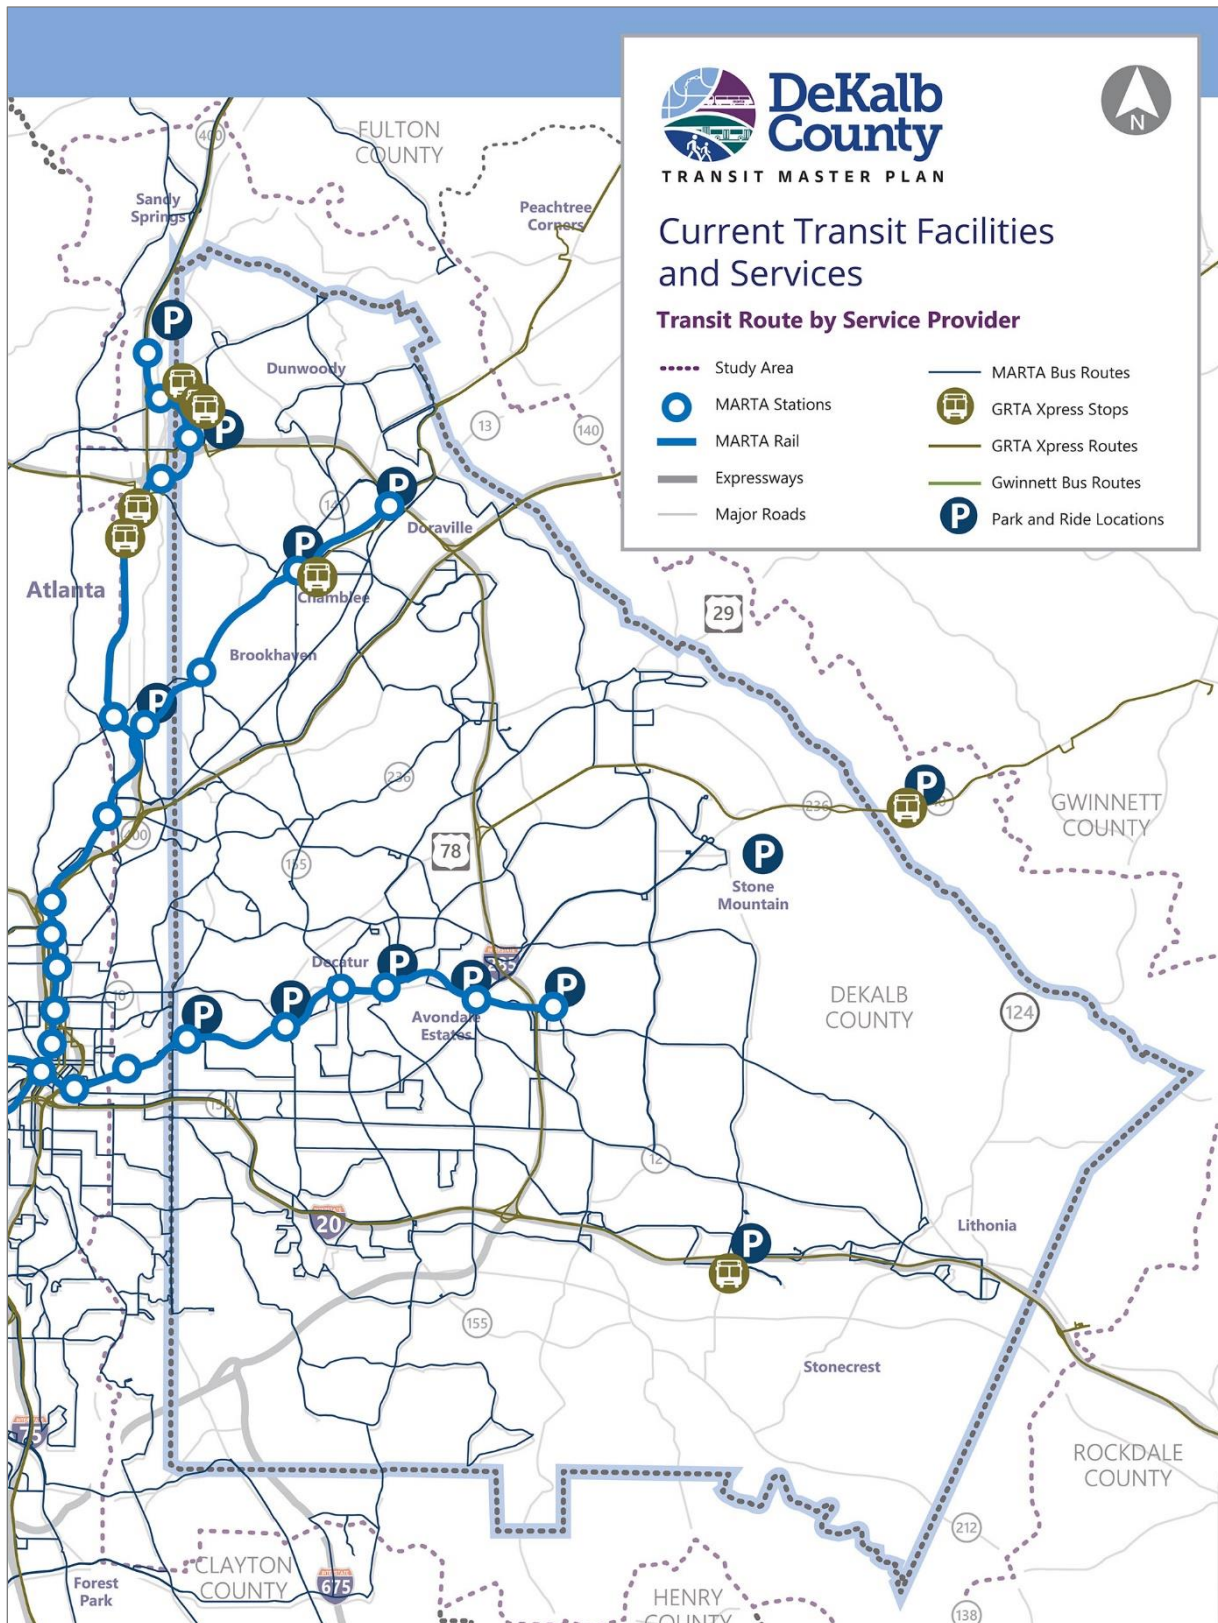 DeKalb
County
TRANSIT MASTER PLAN
N
Current Transit Facilities
and Services
Transit Route by Service Provider
Study Area
MARTA Stations
MARTA Rail
Expressways
Major Roads
MARTA Bus Routes
GRTA Xpress Stops
GRTA Xpress Routes
Gwinnett Bus Routes
P
Park and Ride Locations
400
FULTON
COUNTY
Sandy
Springs
Peachtree
Corners
P
Dunwoody
P
13
140
P
Doraville
P
Chamblee
Atlanta
29
Brookhaven
P
236
P
236
GWINNETT
COUNTY
400
78
155
P
Stone
Mountain
Decatur
P
P
P
P
P
10
Avondale
Estates
DEKALB
COUNTY
124
154
12
20
P
Lithonia
155
Stonecrest
75
ROCKDALE
COUNTY
212
CLAYTON
COUNTY
675
Forest
Park
HENRY
COUNTY
138